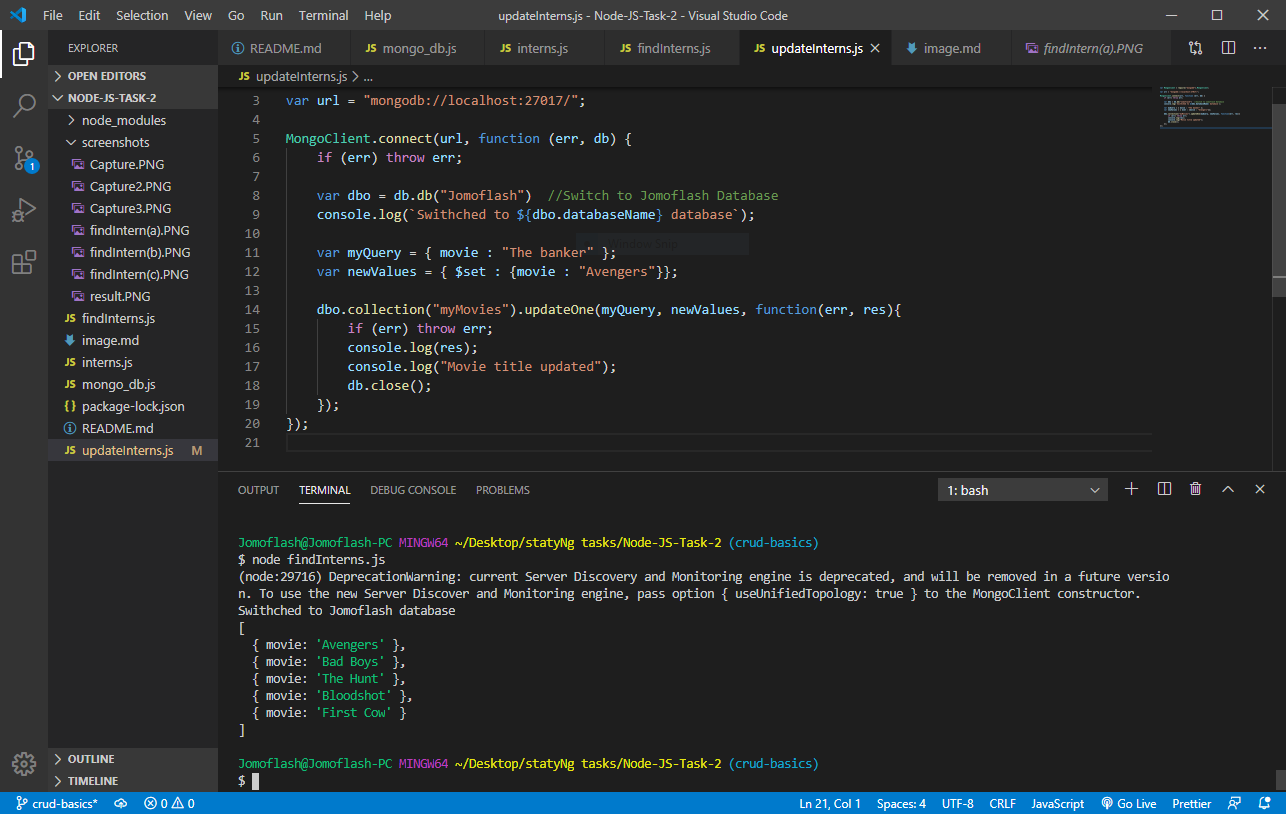 File Edit Selection View Go Run Terminal Help updateInterns.js - Node-JS-Task-2 - Visual Studio Code
EXPLORER
OPEN EDITORS
NODE-JS-TASK-2
node_modules
screenshots
Capture.PNG
Capture2.PNG
Capture3.PNG
findIntern(a).PNG
findIntern(b).PNG
findIntern(c).PNG
result.PNG
JS findInterns.js
image.md
JS interns.js
JS mongo_db.js
{} package-lock.json
README.md
JS updateInterns.js M
OUTLINE
TIMELINE
1
README.md JS mongo_db.js JS interns.js JS findInterns.js JS updateInterns.js image.md findIntern(a).PNG
JS updateInterns.js > ...
3 var url = "mongodb://localhost:27017/";
4
5 MongoClient.connect(url, function (err, db) {
6 if (err) throw err;
7
8 var dbo = db.db("Jomoflash") //Switch to Jomoflash Database
9 console.log(`Swithched to ${dbo.databaseName} database`);
10
Window Snip
11 var myQuery = { movie : "The banker" };
12 var newValues = { $set : {movie : "Avengers"}};
13
14 dbo.collection("myMovies").updateOne(myQuery, newValues, function(err, res){
15 if (err) throw err;
16 console.log(res);
17 console.log("Movie title updated");
18 db.close();
19 });
20 });
21
OUTPUT TERMINAL DEBUG CONSOLE PROBLEMS 1: bash
Jomoflash@Jomoflash-PC MINGW64 ~/Desktop/statyNg tasks/Node-JS-Task-2 (crud-basics)
$ node findInterns.js
(node:29716) DeprecationWarning: current Server Discovery and Monitoring engine is deprecated, and will be removed in a future versio
n. To use the new Server Discover and Monitoring engine, pass option { useUnifiedTopology: true } to the MongoClient constructor.
Swithched to Jomoflash database
[
{ movie: 'Avengers' },
{ movie: 'Bad Boys' },
{ movie: 'The Hunt' },
{ movie: 'Bloodshot' },
{ movie: 'First Cow' }
]
Jomoflash@Jomoflash-PC MINGW64 ~/Desktop/statyNg tasks/Node-JS-Task-2 (crud-basics)
$
crud-basics* 0 0 Ln 21, Col 1 Spaces: 4 UTF-8 CRLF JavaScript Go Live Prettier